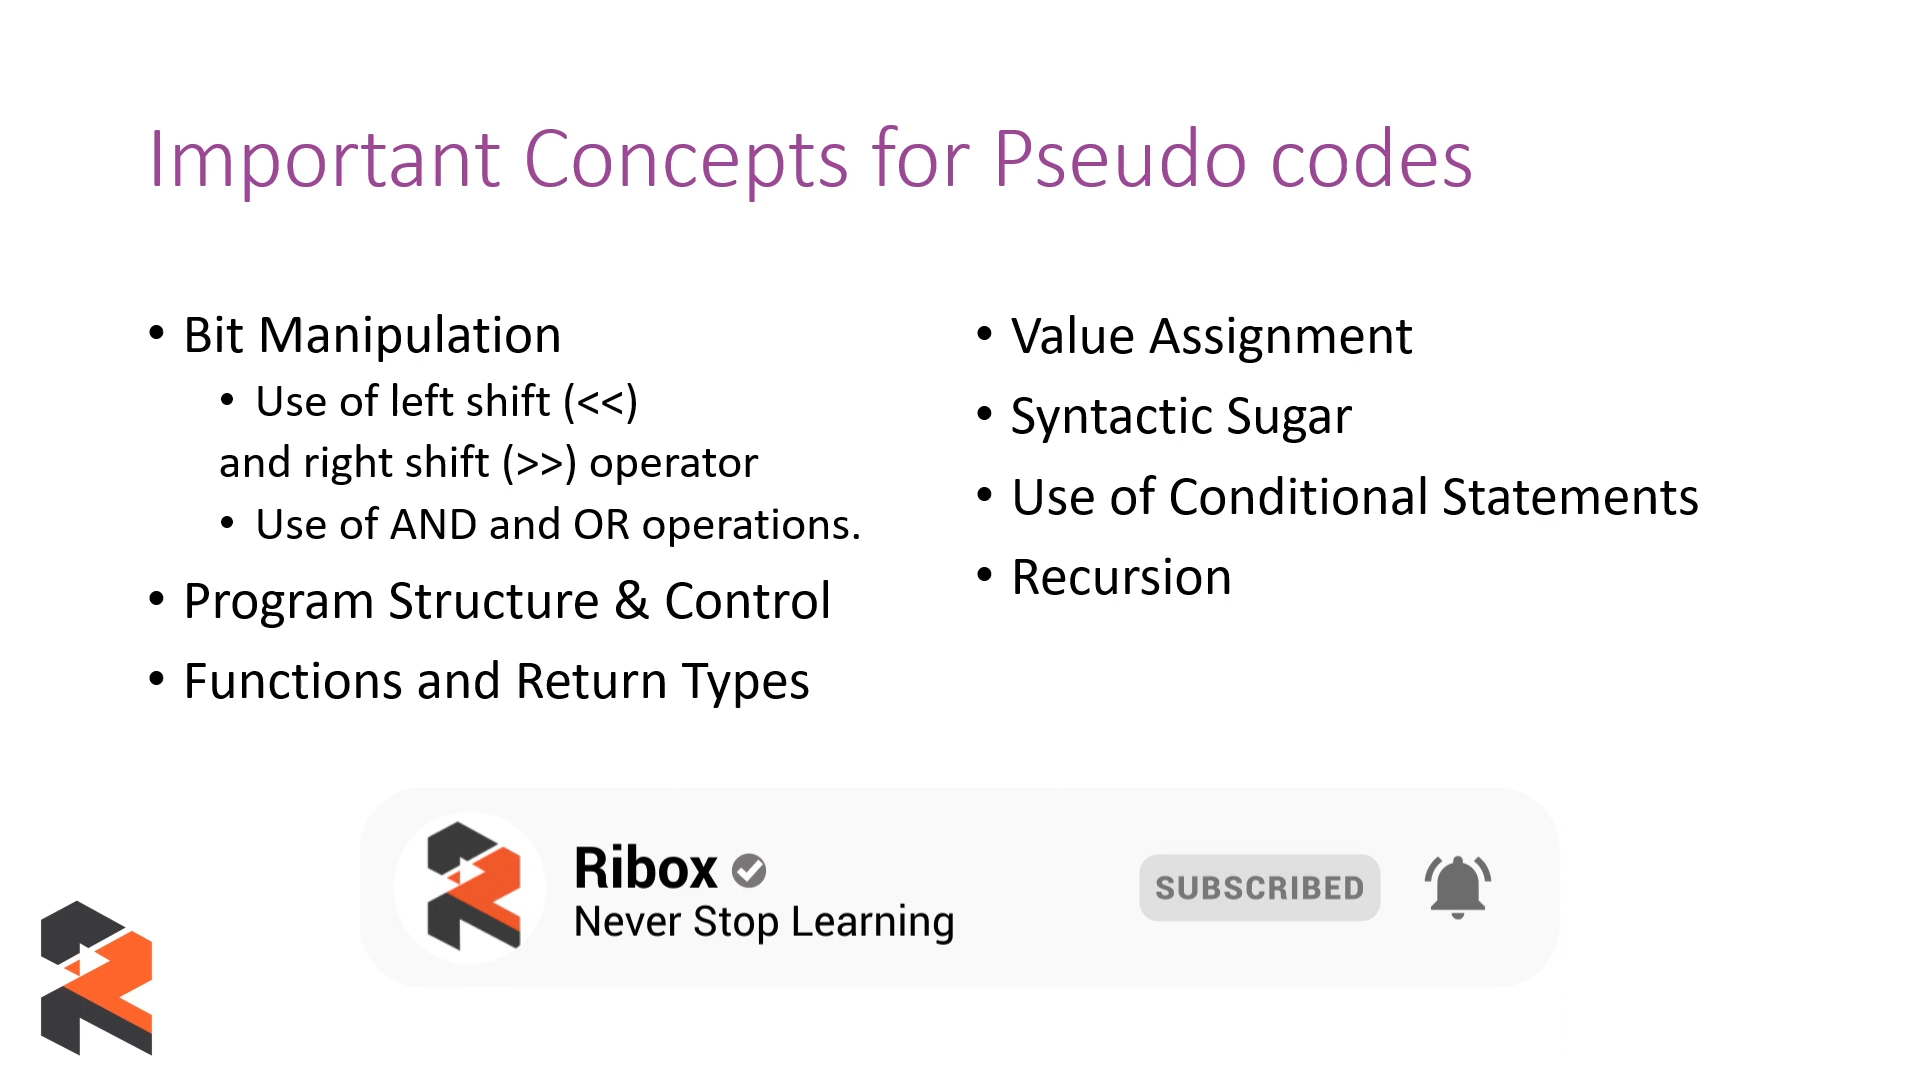 Important Concepts for Pseudo codes
• Bit Manipulation
• Use of left shift (<<)
and right shift (>>) operator
• Use of AND and OR operations.
• Program Structure & Control
• Functions and Return Types
• Value Assignment
• Syntactic Sugar
• Use of Conditional Statements
• Recursion
Ribox
Never Stop Learning
SUBSCRIBED